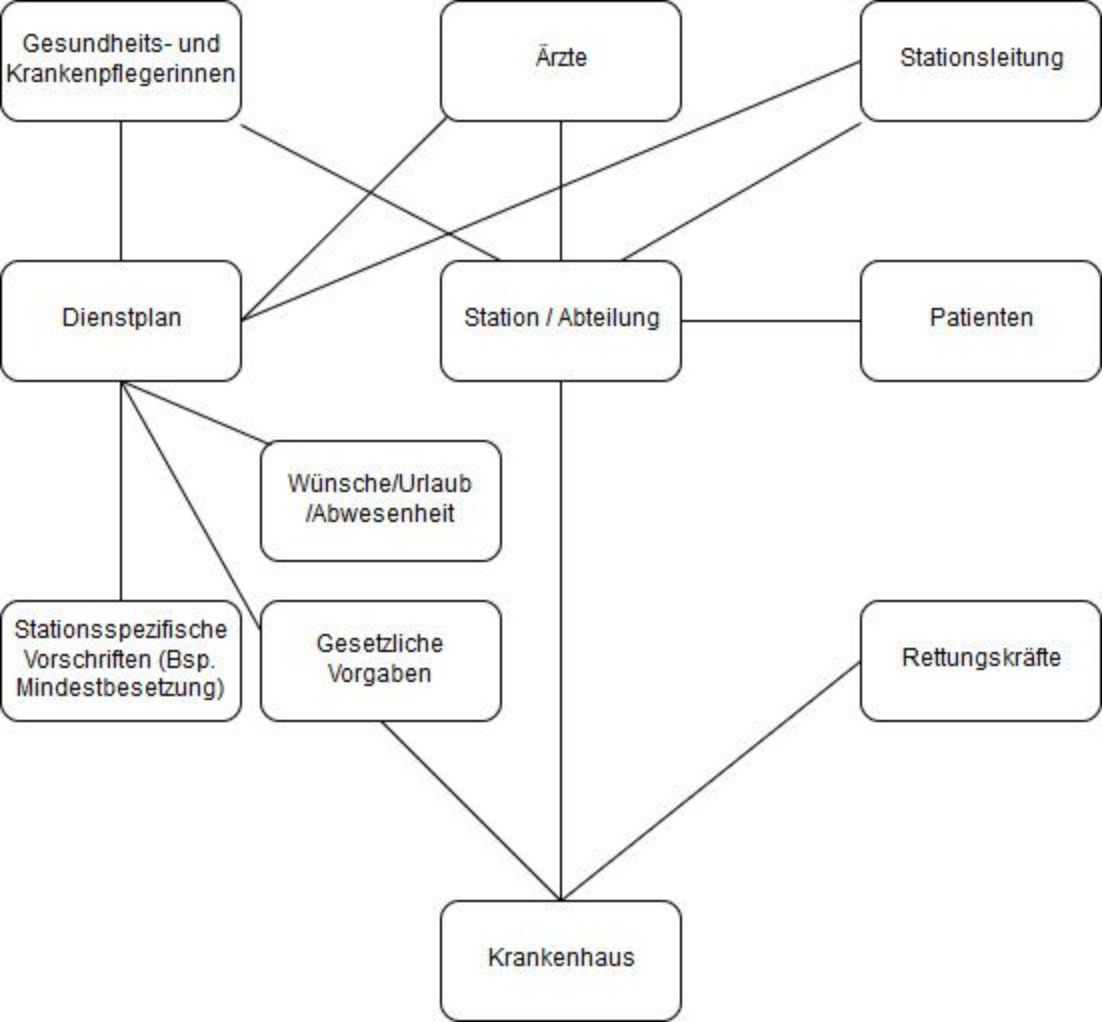 Gesundheits- und
Krankenpflegerinnen
Ärzte
Stationsleitung
Dienstplan
Station / Abteilung
Patienten
Wünsche/Urlaub
/Abwesenheit
Stationsspezifische
Vorschriften (Bsp.
Mindestbesetzung)
Gesetzliche
Vorgaben
Rettungskräfte
Krankenhaus